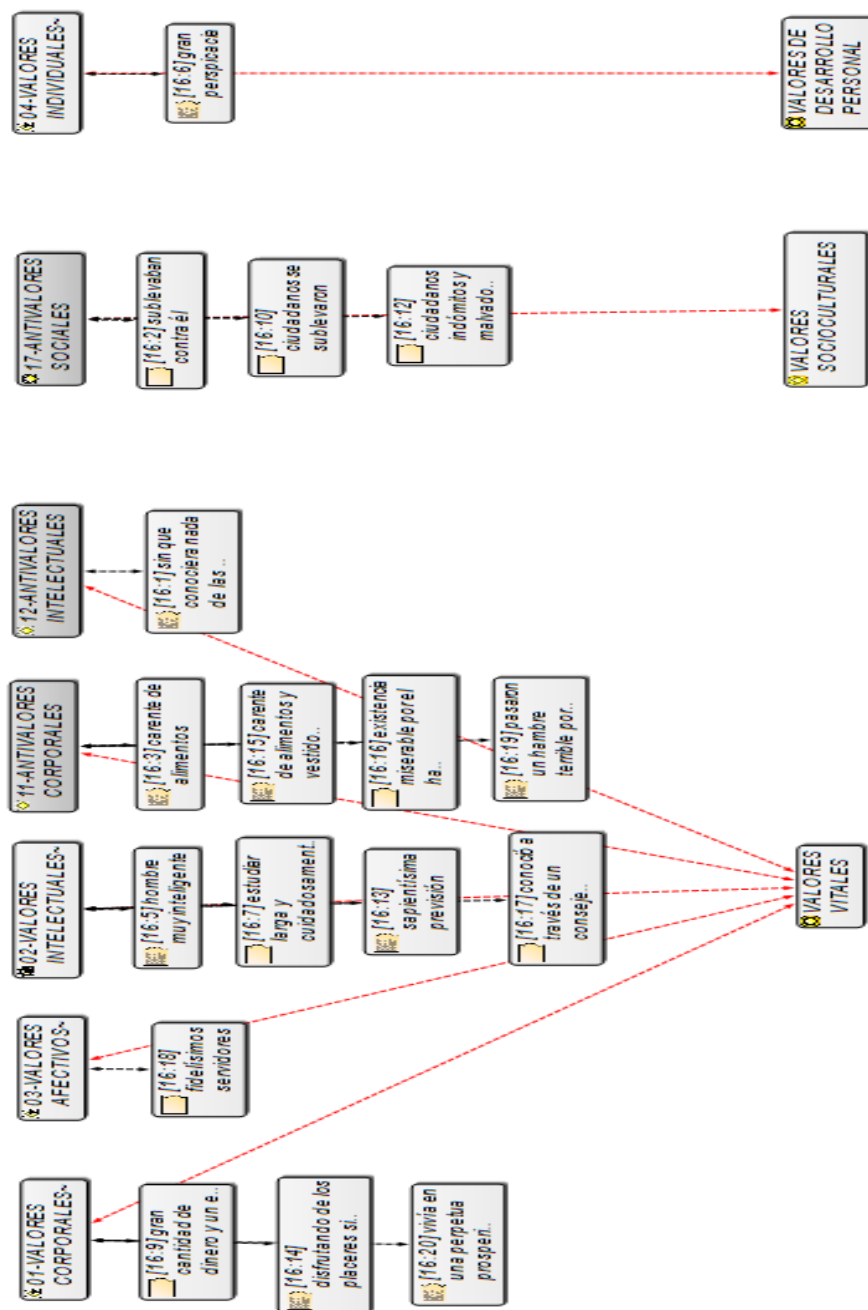 01-VALORES
CORPORALES~
[16:9] gran
cantidad de
dinero y un e..
[16:14]
disfrutando de los
placeres si..
[16:20] vivía en
una perpetua
prosperi..
03-VALORES
AFECTIVOS~
[16:18]
fidelísimos
servidores
02-VALORES
INTELECTUALES~
[16:5] hombre
muy inteligente
[16:7] estudiar
larga y
cuidadosament..
[16:13]
sapientísima
previsión
[16:17] conoció a
través de un
conseje...
11-ANTIVALORES
CORPORALES
[16:3] carente de
alimentos
[16:15] carente
de alimentos y
vestido..
[16:16] existencia
miserable por el
ha..
[16:19] pasaron
un hambre
terrible por..
12-ANTIVALORES
INTELECTUALES
[16:1] sin que
conociera nada
de las ..
VALORES
VITALES
17-ANTIVALORES
SOCIALES
[16:2] sublevaban
contra él
[16:10]
ciudadanos se
sublevaron
[16:12]
ciudadanos
indómitos y
malvado..
VALORES
SOCIOCULTURALES
04-VALORES
INDIVIDUALES~
[16:6] gran
perspicacia
VALORES DE
DESARROLLO
PERSONAL